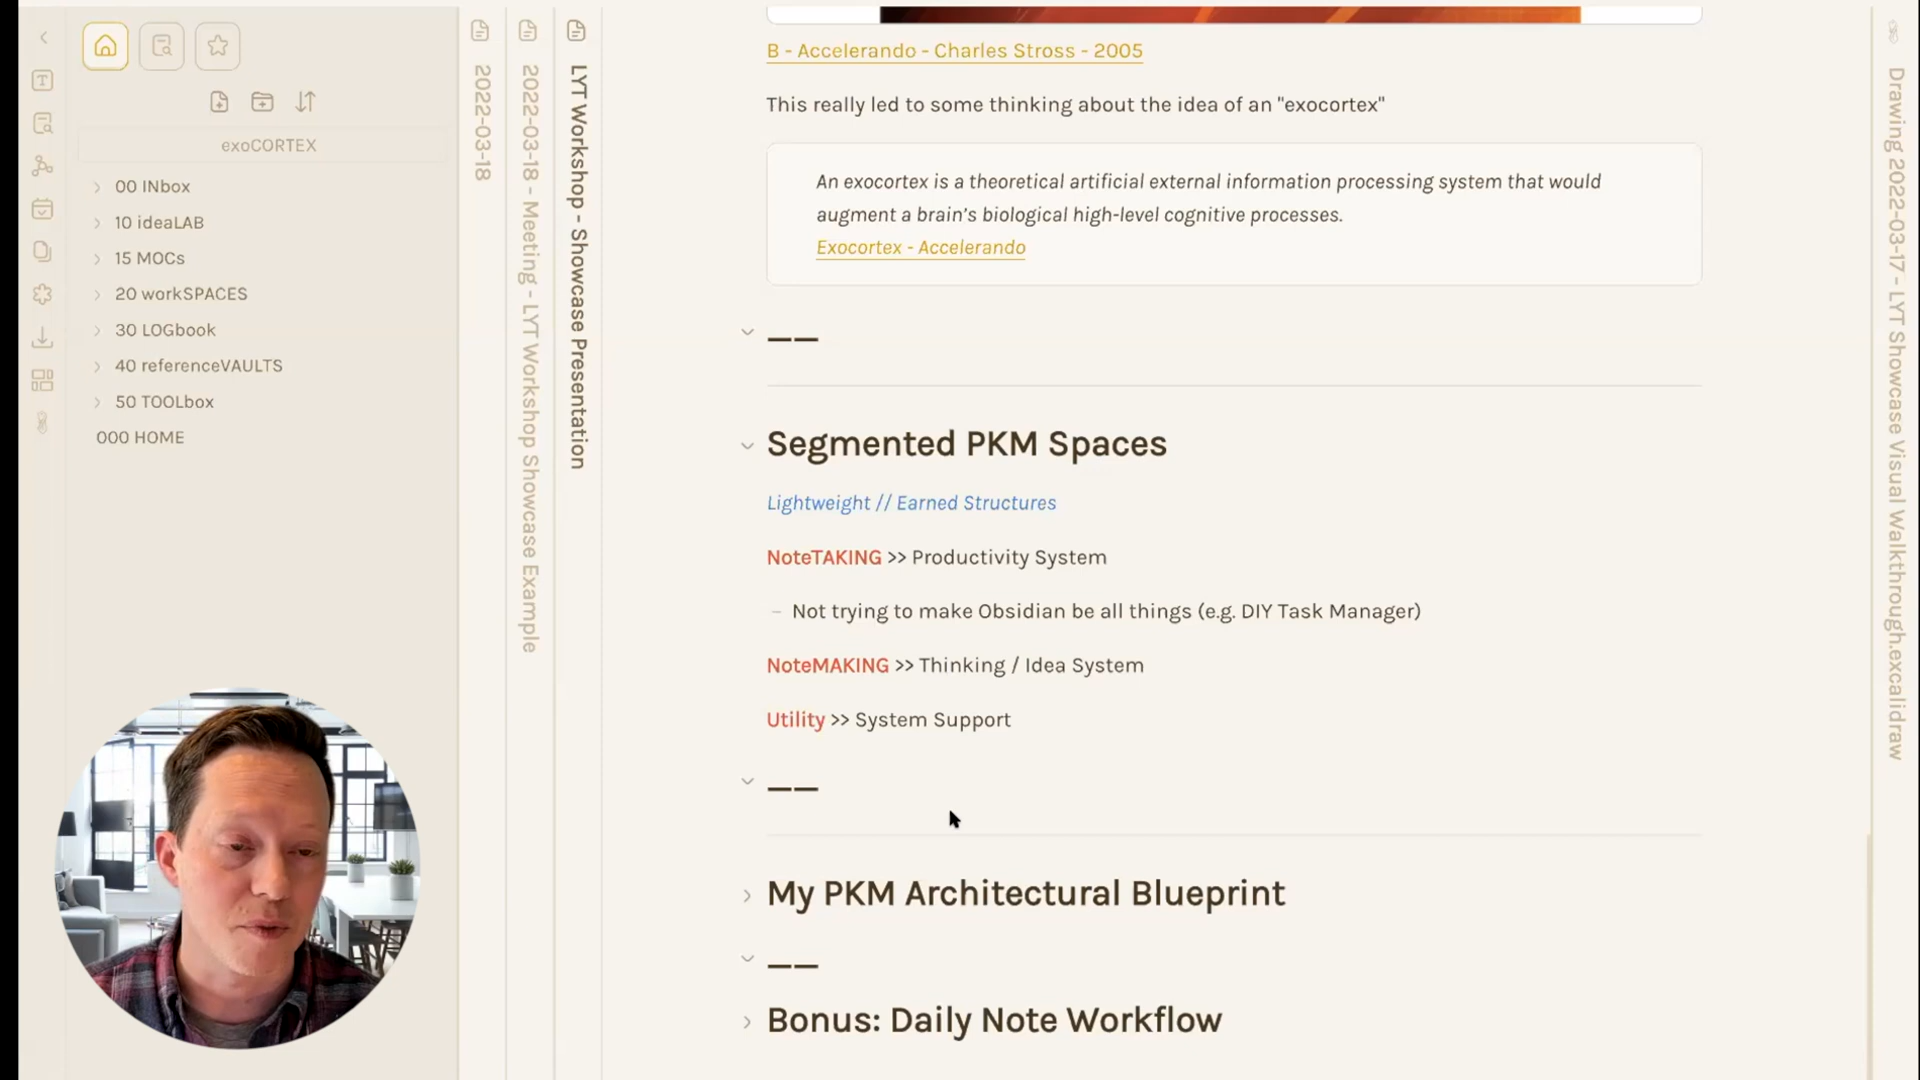 exoCORTEX
00 INbox
10 ideaLAB
15 MOCs
20 workSPACES
30 LOGbook
40 referenceVAULTS
50 TOOLbox
000 HOME
2022-03-18
2022-03-18 - Meeting - LYT Workshop Showcase Example
LYT Workshop - Showcase Presentation
B - Accelerando - Charles Stross - 2005
This really led to some thinking about the idea of an "exocortex"
An exocortex is a theoretical artificial external information processing system that would
augment a brain’s biological high-level cognitive processes.
Exocortex - Accelerando
——
Segmented PKM Spaces
Lightweight // Earned Structures
NoteTAKING >> Productivity System
– Not trying to make Obsidian be all things (e.g. DIY Task Manager)
NoteMAKING >> Thinking / Idea System
Utility >> System Support
——
My PKM Architectural Blueprint
——
Bonus: Daily Note Workflow
Drawing 2022-03-17 - LYT Showcase Visual Walkthrough.excalidraw